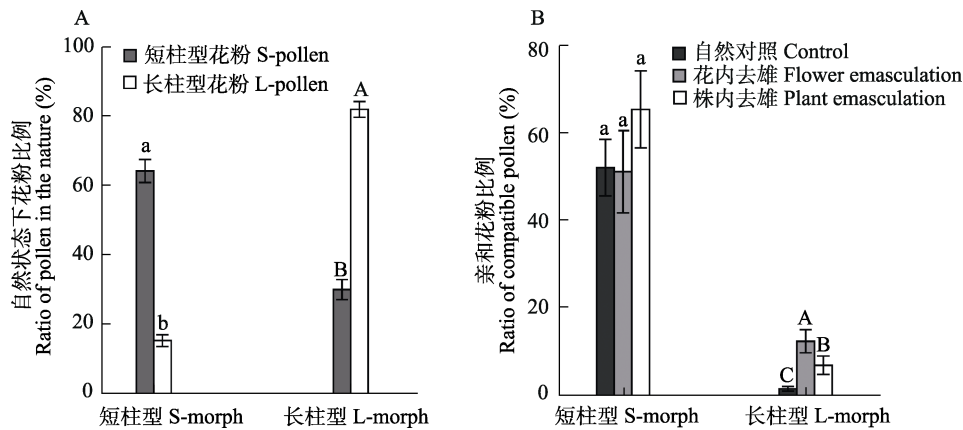 A
自然状态下花粉比例
Ratio of pollen in the nature (%)
100
80
60
40
20
0
短柱型花粉 S-pollen
长柱型花粉 L-pollen
a
b
B
A
短柱型 S-morph
长柱型 L-morph
B
亲和花粉比例
Ratio of compatible pollen (%)
80
60
40
20
0
自然对照 Control
花内去雄 Flower emasculation
株内去雄 Plant emasculation
a
a
a
C
A
B
短柱型 S-morph
长柱型 L-morph